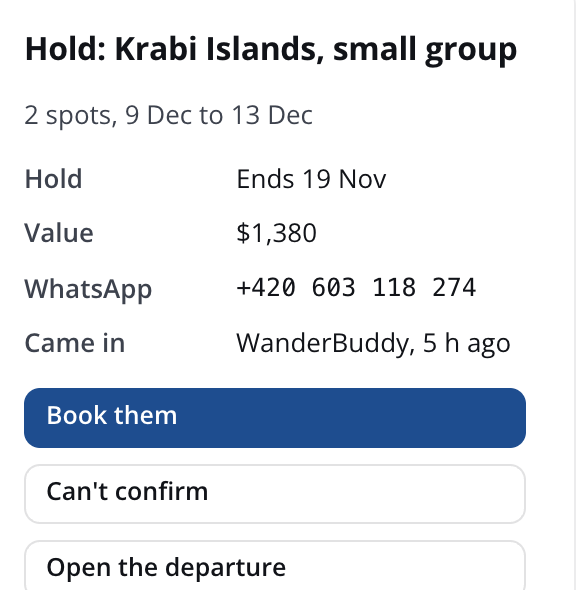 Hold: Krabi Islands, small group
2 spots, 9 Dec to 13 Dec
Hold Ends 19 Nov
Value $1,380
WhatsApp +420 603 118 274
Came in WanderBuddy, 5 h ago
Book them
Can't confirm
Open the departure